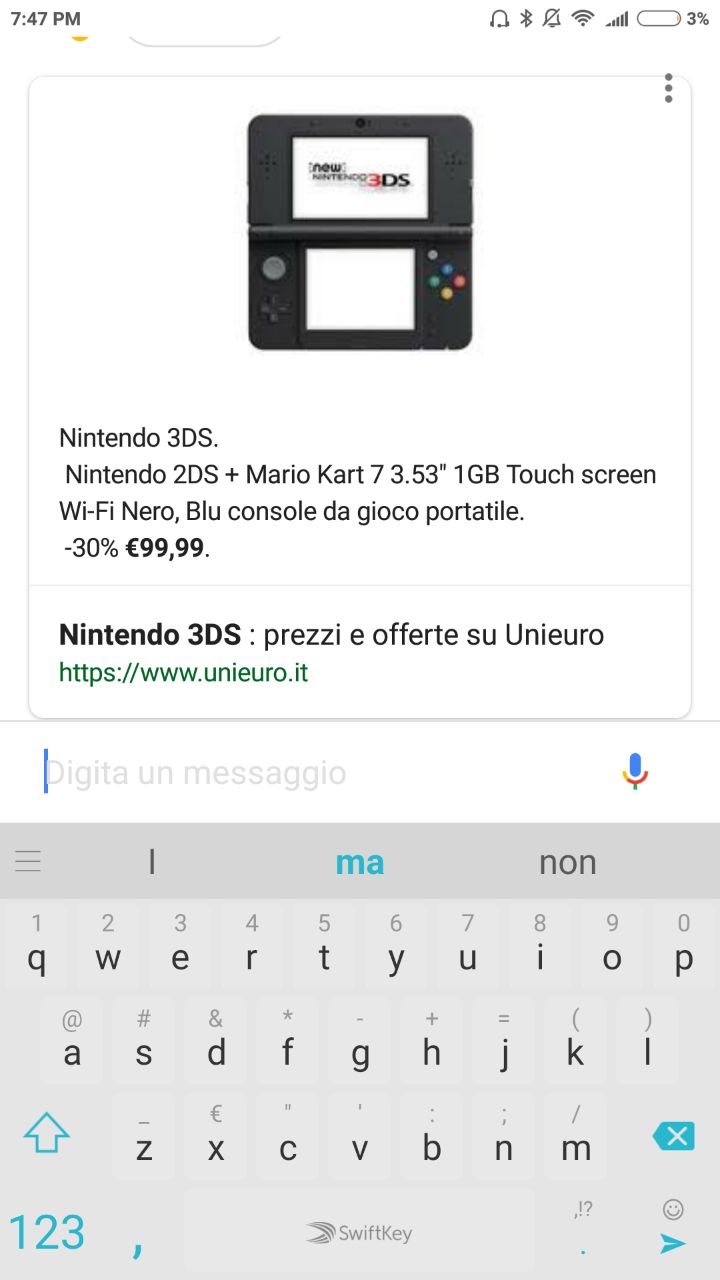 7:47 PM 3%
new
NINTENDO 3DS
Nintendo 3DS.
Nintendo 2DS + Mario Kart 7 3.53" 1GB Touch screen
Wi-Fi Nero, Blu console da gioco portatile.
-30% €99,99.
Nintendo 3DS : prezzi e offerte su Unieuro
https://www.unieuro.it
Digita un messaggio
l ma non
1 2 3 4 5 6 7 8 9 0
q w e r t y u i o p
@ # & * - + = ( )
a s d f g h j k l
_ € " ' : ; /
z x c v b n m
,!?
123 , SwiftKey .